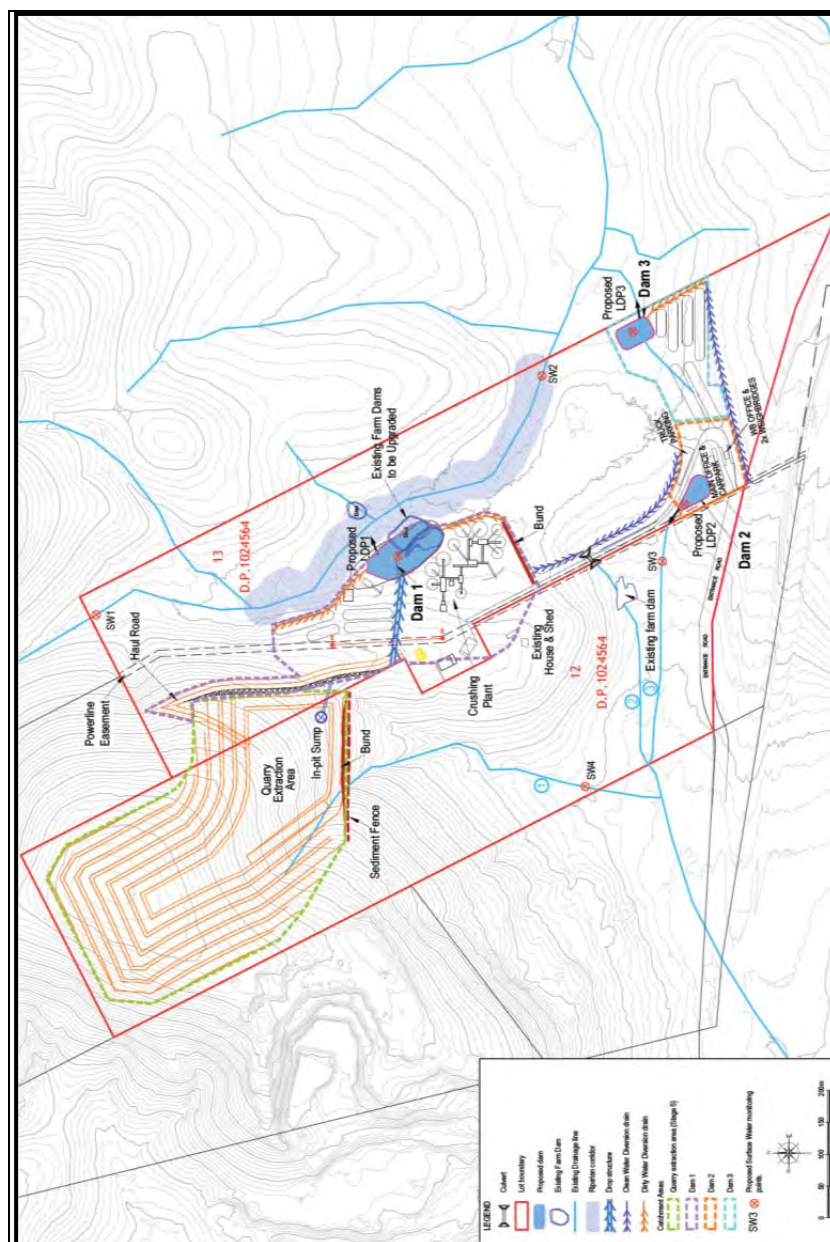 SW1
13
D.P.1024564
Haul Road
Powerline
Easement
Proposed
LDP1
Existing Farm Dams
to be Upgraded
Dam 1
SW2
Quarry
Extraction
Area
In-pit Sump
Bund
Sediment Fence
Crushing
Plant
Existing
House & Shed
Bund
12
D.P.1024564
1
SW4
2
3
Existing farm dam
SW3
Proposed
LDP2
Dam 2
MAIN OFFICE &
CARPARK
TRUCK
PARKING
WB OFFICE &
2x WEIGHBRIDGES
Proposed
LDP3
Dam 3
ENTRANCE ROAD
ENTRANCE ROAD
LEGEND
Culvert
Lot boundary
Proposed dam
Existing Farm Dam
Existing Drainage line
Riparian corridor
Drop structure
Clean Water Diversion drain
Dirty Water Diversion drain
Catchment Areas
Quarry extraction area (Stage 5)
Dam 1
Dam 2
Dam 3
SW3
Proposed Surface Water monitoring
points.
0 50 100 150 200m